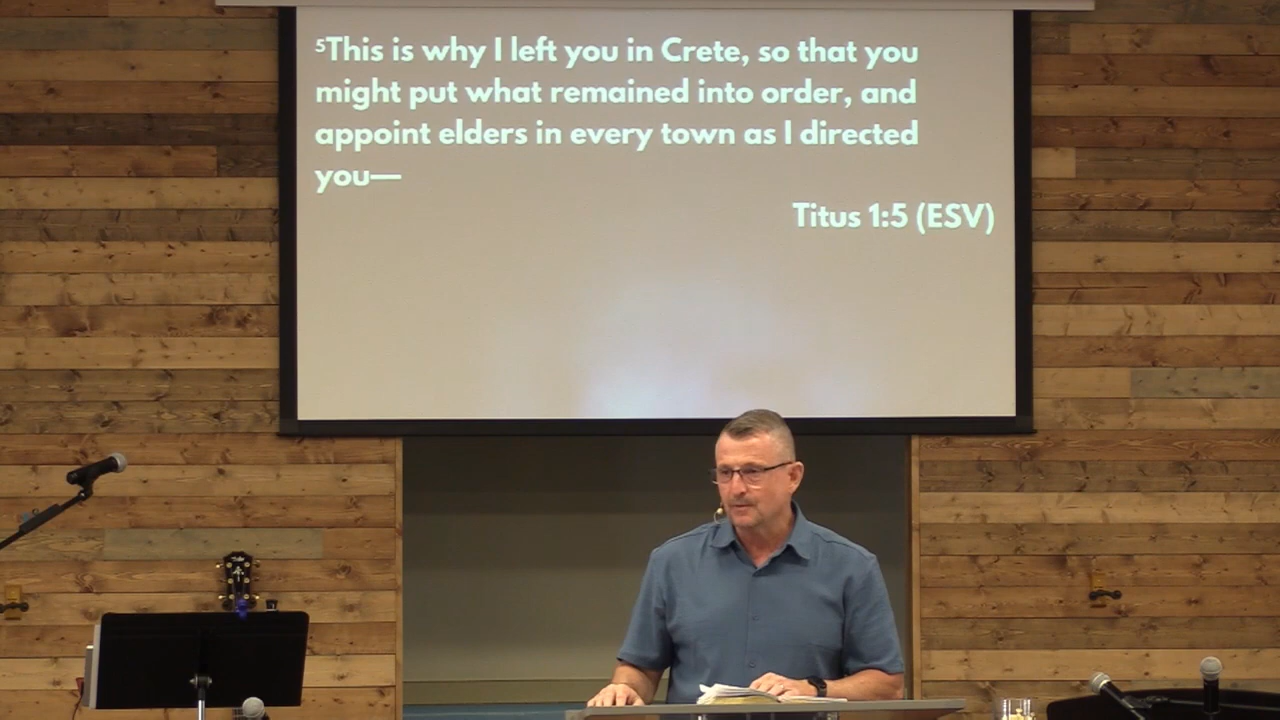 ⁵This is why I left you in Crete, so that you
might put what remained into order, and
appoint elders in every town as I directed
you—
Titus 1:5 (ESV)